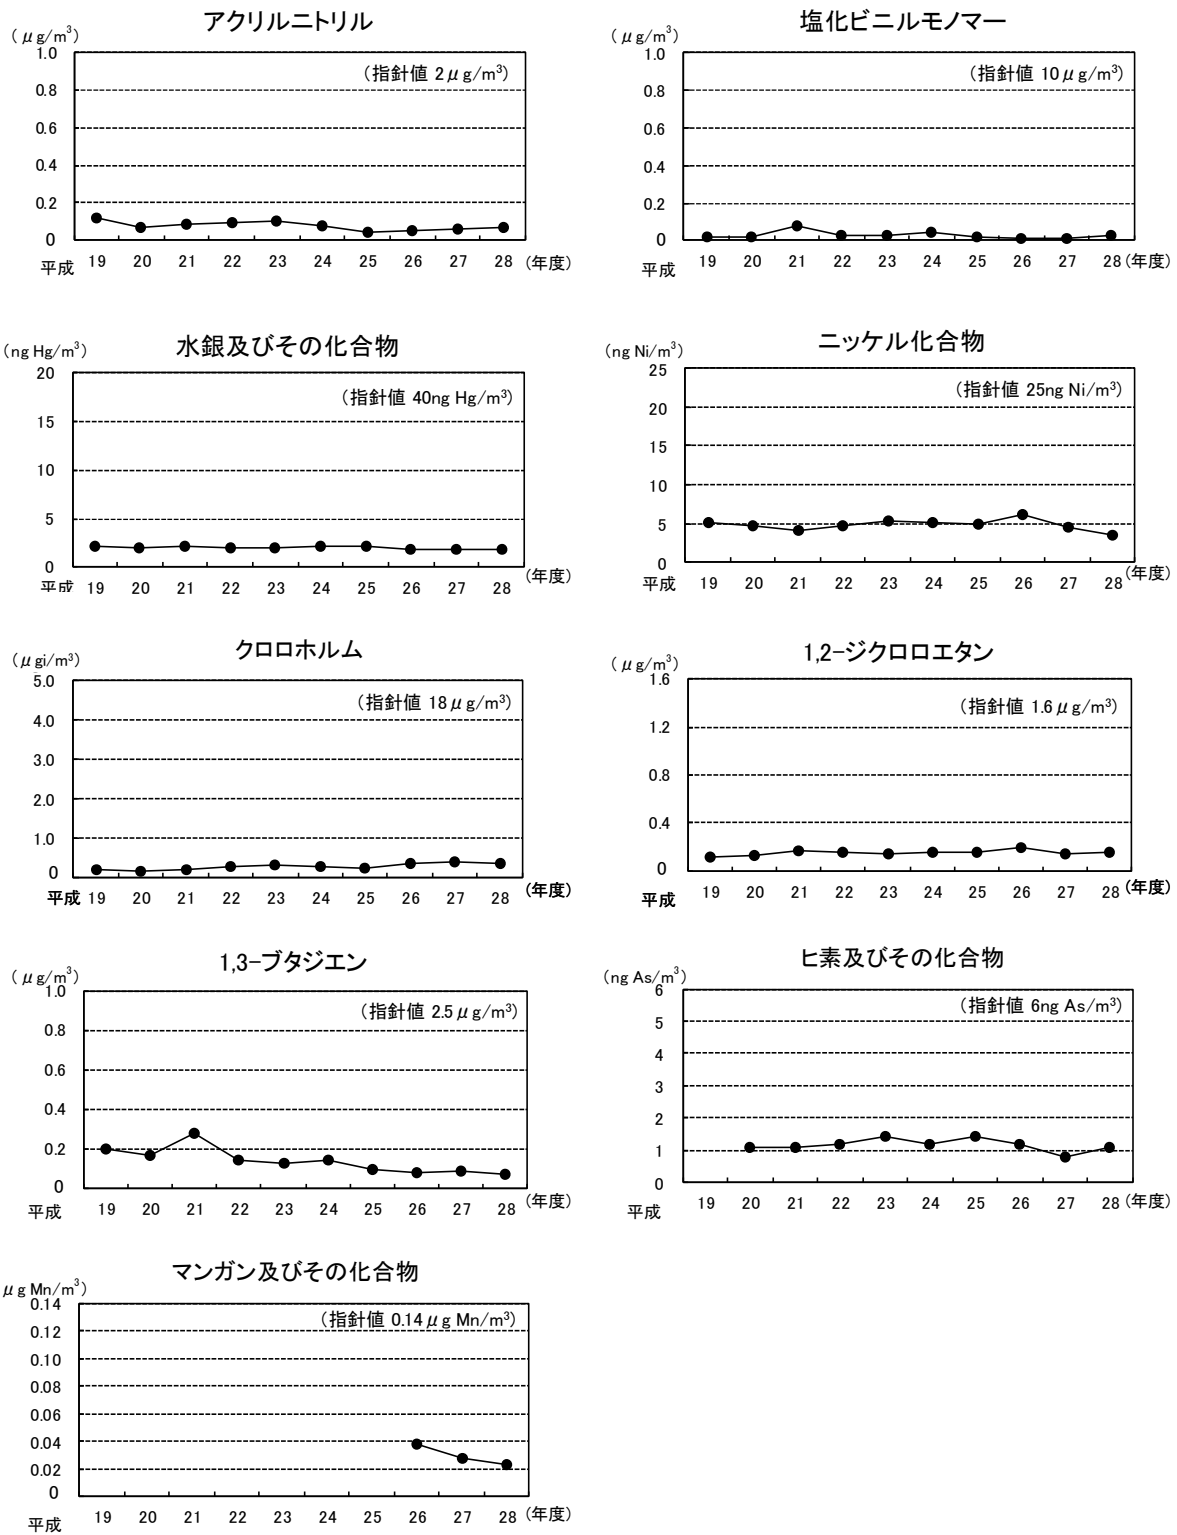 アクリルニトリル
(μg/m³)
(指針値 2μg/m³)
1.0
0.8
0.6
0.4
0.2
0
平成 19 20 21 22 23 24 25 26 27 28 (年度)
塩化ビニルモノマー
(μg/m³)
(指針値 10μg/m³)
1.0
0.8
0.6
0.4
0.2
0
平成 19 20 21 22 23 24 25 26 27 28 (年度)
水銀及びその化合物
(ng Hg/m³)
(指針値 40ng Hg/m³)
20
15
10
5
0
平成 19 20 21 22 23 24 25 26 27 28 (年度)
ニッケル化合物
(ng Ni/m³)
(指針値 25ng Ni/m³)
25
20
15
10
5
0
平成 19 20 21 22 23 24 25 26 27 28 (年度)
クロロホルム
(μgi/m³)
(指針値 18μg/m³)
5.0
4.0
3.0
2.0
1.0
0
平成 19 20 21 22 23 24 25 26 27 28 (年度)
1,2-ジクロロエタン
(μg/m³)
(指針値 1.6μg/m³)
1.6
1.2
0.8
0.4
0
平成 19 20 21 22 23 24 25 26 27 28 (年度)
1,3-ブタジエン
(μg/m³)
(指針値 2.5μg/m³)
1.0
0.8
0.6
0.4
0.2
0
平成 19 20 21 22 23 24 25 26 27 28 (年度)
ヒ素及びその化合物
(ng As/m³)
(指針値 6ng As/m³)
6
5
4
3
2
1
0
平成 19 20 21 22 23 24 25 26 27 28 (年度)
マンガン及びその化合物
μg Mn/m³)
(指針値 0.14μg Mn/m³)
0.14
0.12
0.10
0.08
0.06
0.04
0.02
0
平成 19 20 21 22 23 24 25 26 27 28 (年度)